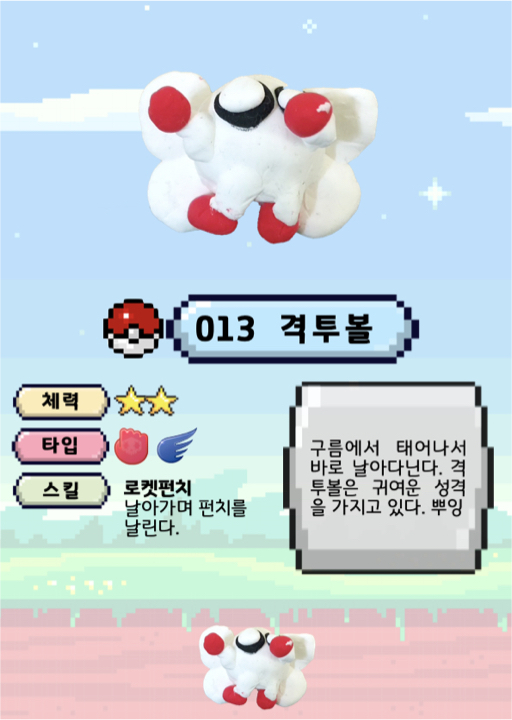 013 격투볼
체력
타입
스킬
로켓펀치
날아가며 펀치를
날린다.
구름에서 태어나서
바로 날아다닌다. 격
투볼은 귀여운 성격
을 가지고 있다. 뿌잉